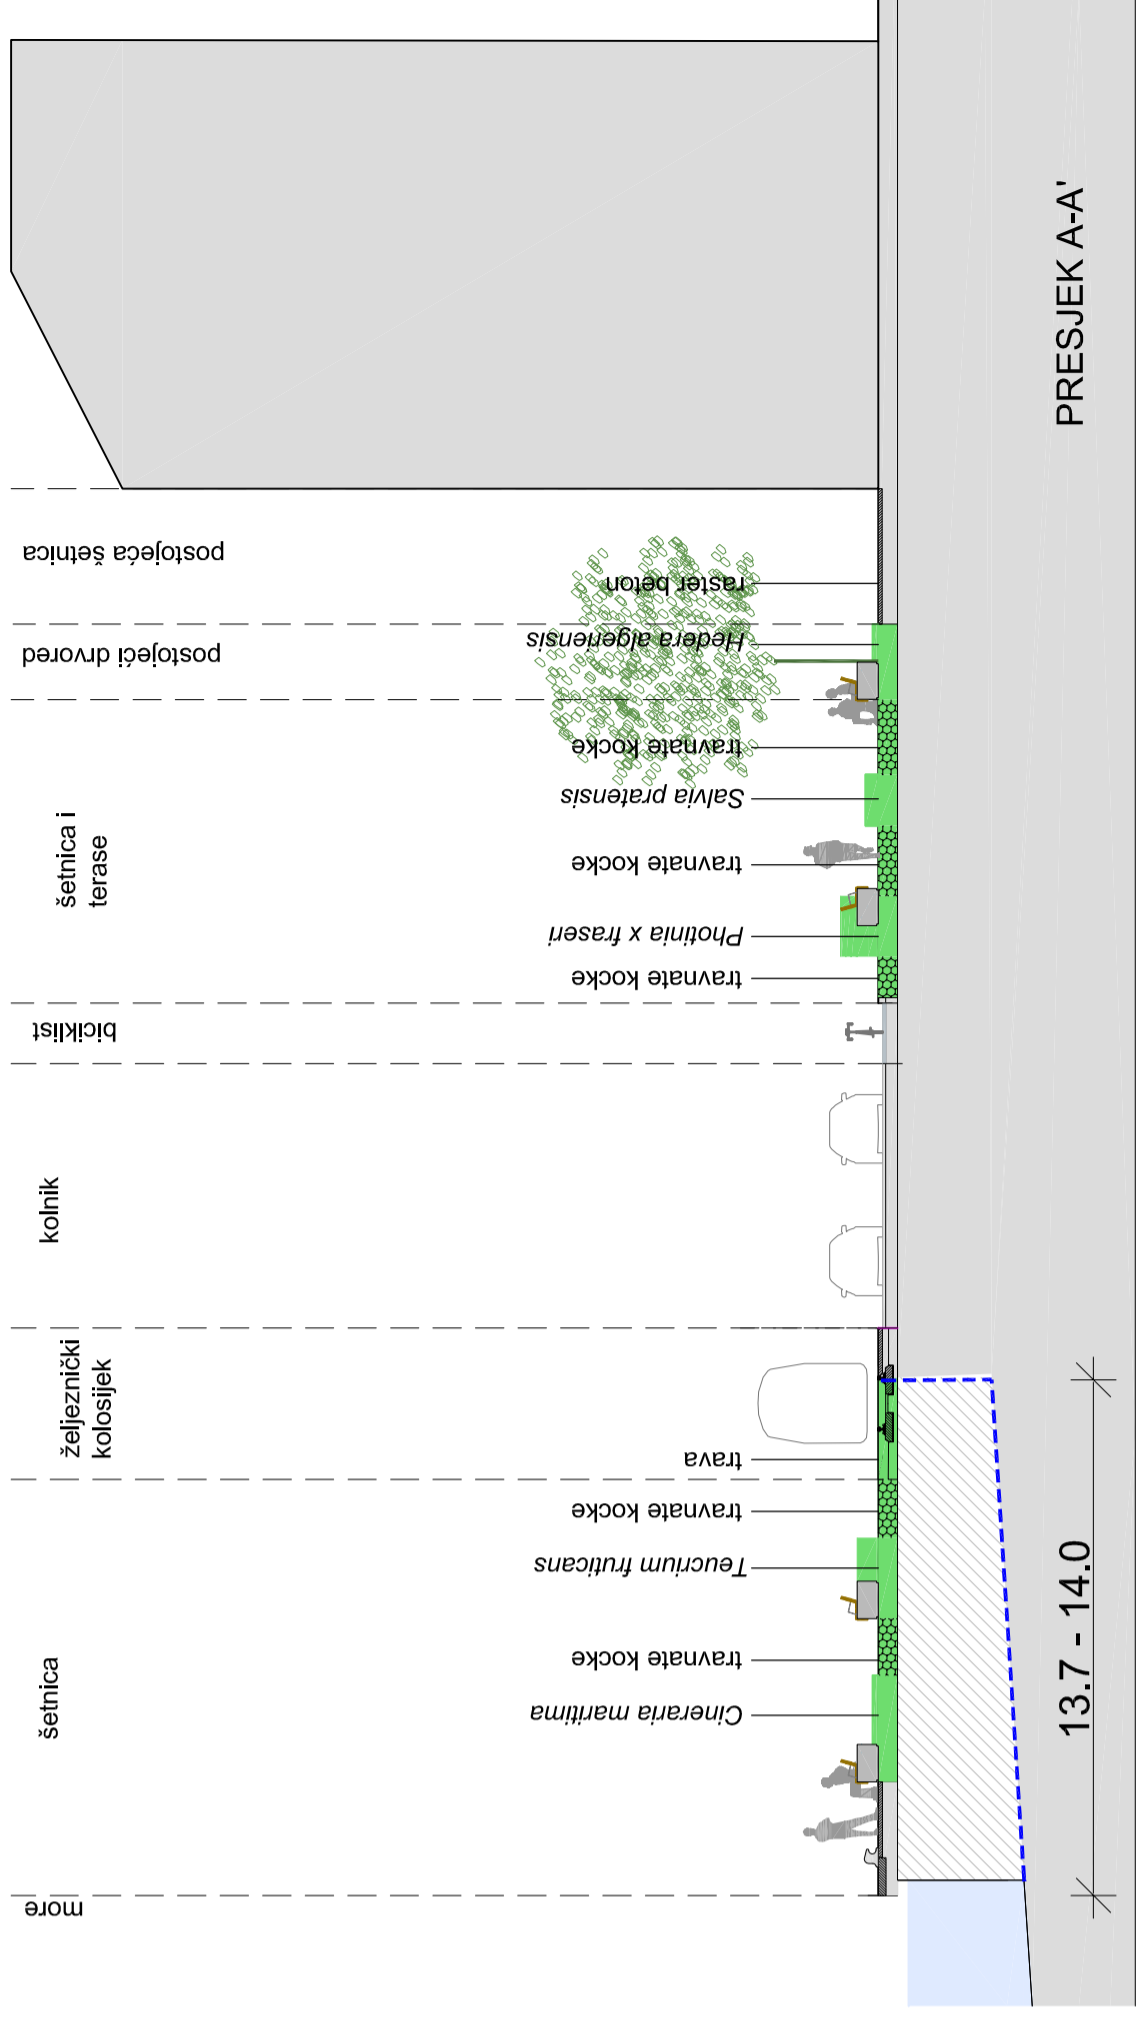 more
šetnica
železnički
kolosijek
kolnik
biciklist
šetnica i
terase
postojeći drvored
postojeća šetnica
Cineraria maritima
travnate kocke
Teucrium fruticans
travnate kocke
trava
travnate kocke
Photinia x fraseri
travnate kocke
Salvia pratensis
travnate kocke
Hedera algeriensis
raster beton
13.7 - 14.0
PRESJEK A-A'